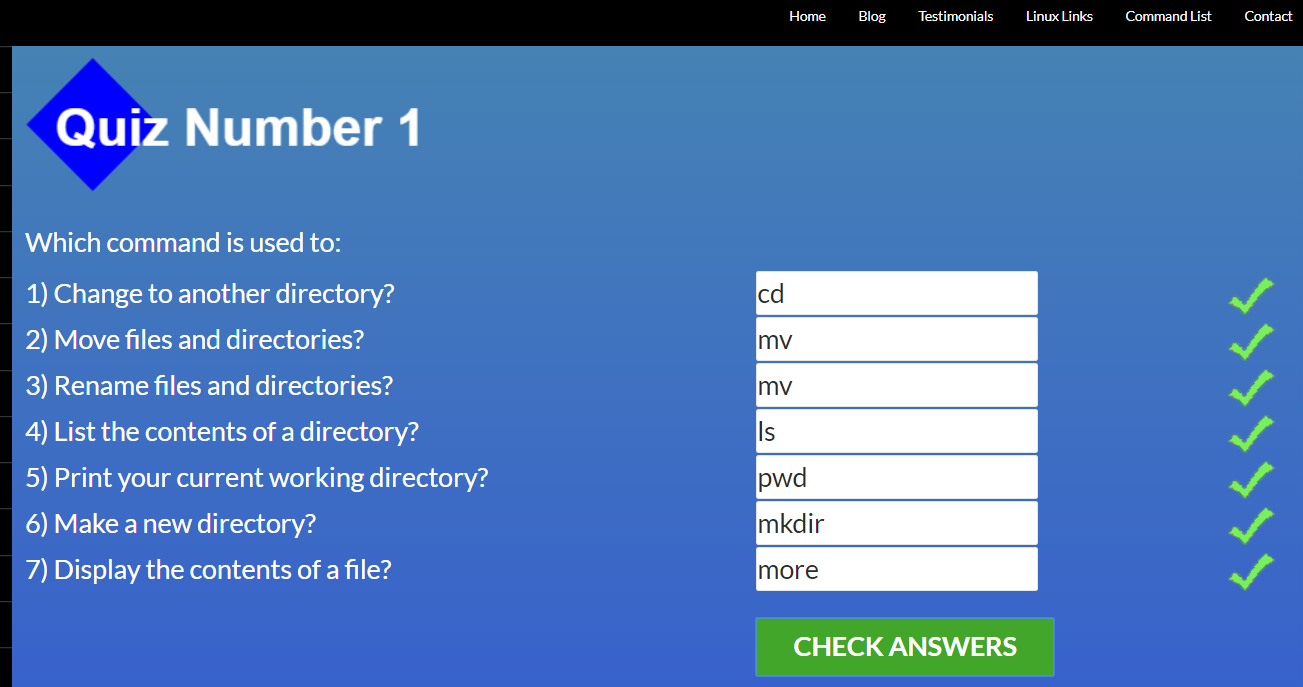 Home Blog Testimonials Linux Links Command List Contact
Quiz Number 1
Which command is used to:
1) Change to another directory? cd
2) Move files and directories? mv
3) Rename files and directories? mv
4) List the contents of a directory? ls
5) Print your current working directory? pwd
6) Make a new directory? mkdir
7) Display the contents of a file? more
CHECK ANSWERS